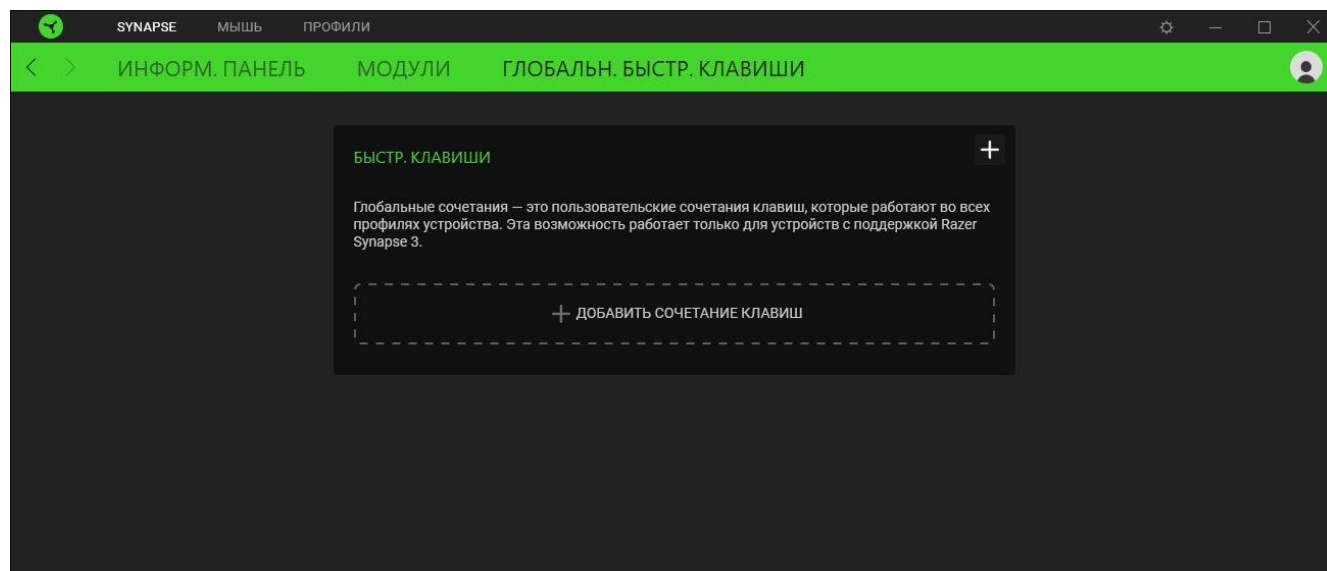 SYNAPSE МЫШЬ ПРОФИЛИ
ИНФОРМ. ПАНЕЛЬ МОДУЛИ ГЛОБАЛЬН. БЫСТР. КЛАВИШИ
БЫСТР. КЛАВИШИ
Глобальные сочетания — это пользовательские сочетания клавиш, которые работают во всех
профилях устройства. Эта возможность работает только для устройств с поддержкой Razer
Synapse 3.
ДОБАВИТЬ СОЧЕТАНИЕ КЛАВИШ